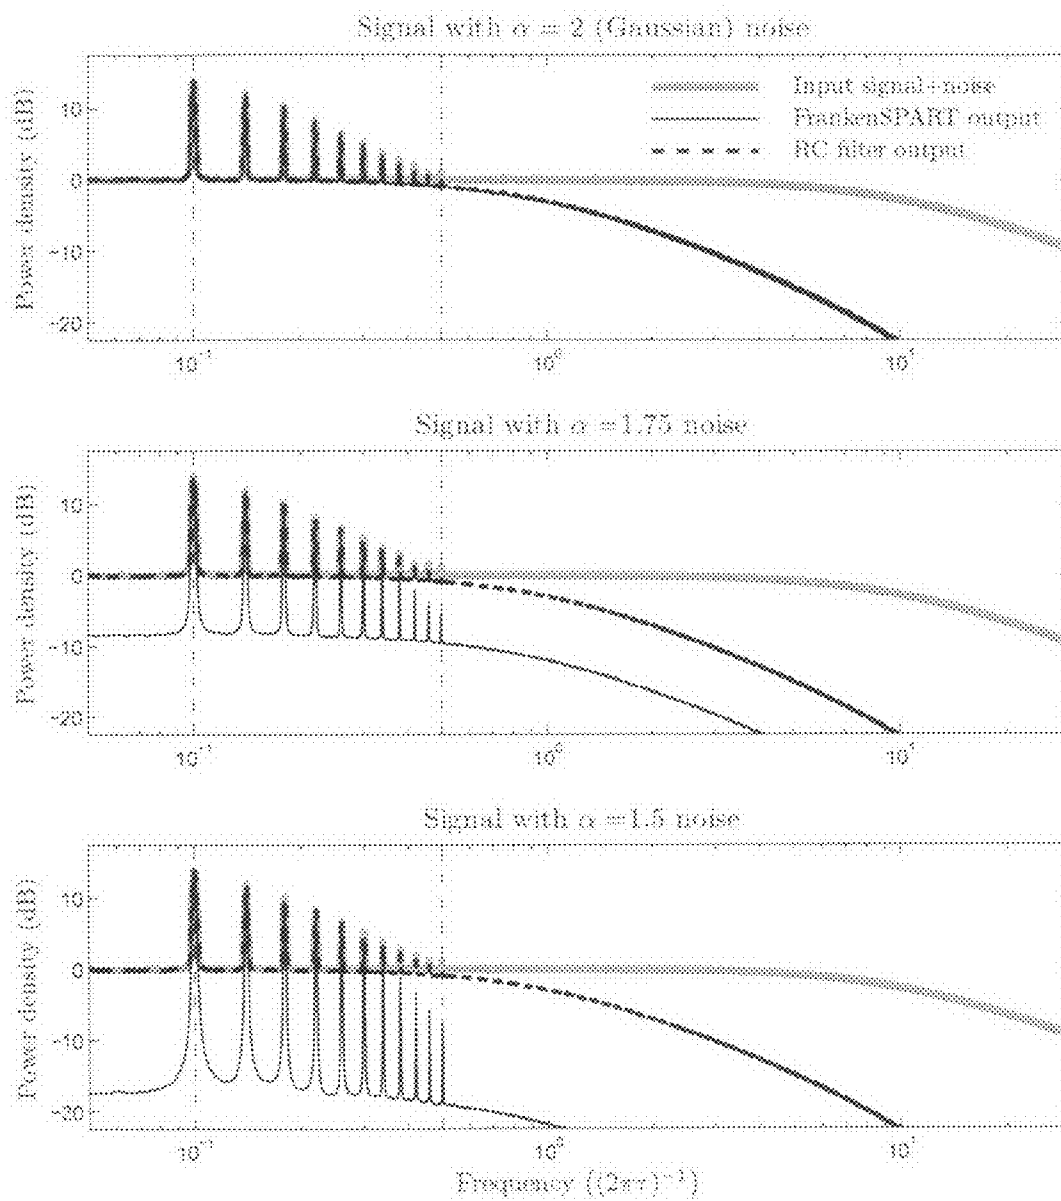 Signal with α = 2 (Gaussian) noise
Power density (dB)
10
0
-10
-20
Input signal+noise
FrankenSPART output
RC filter output
10⁻¹
10⁰
10¹
Signal with α =1.75 noise
Power density (dB)
10
0
-10
-20
10⁻¹
10⁰
10¹
Signal with α =1.5 noise
Power density (dB)
10
0
-10
-20
10⁻¹
10⁰
10¹
Frequency ((2πτ)⁻¹)